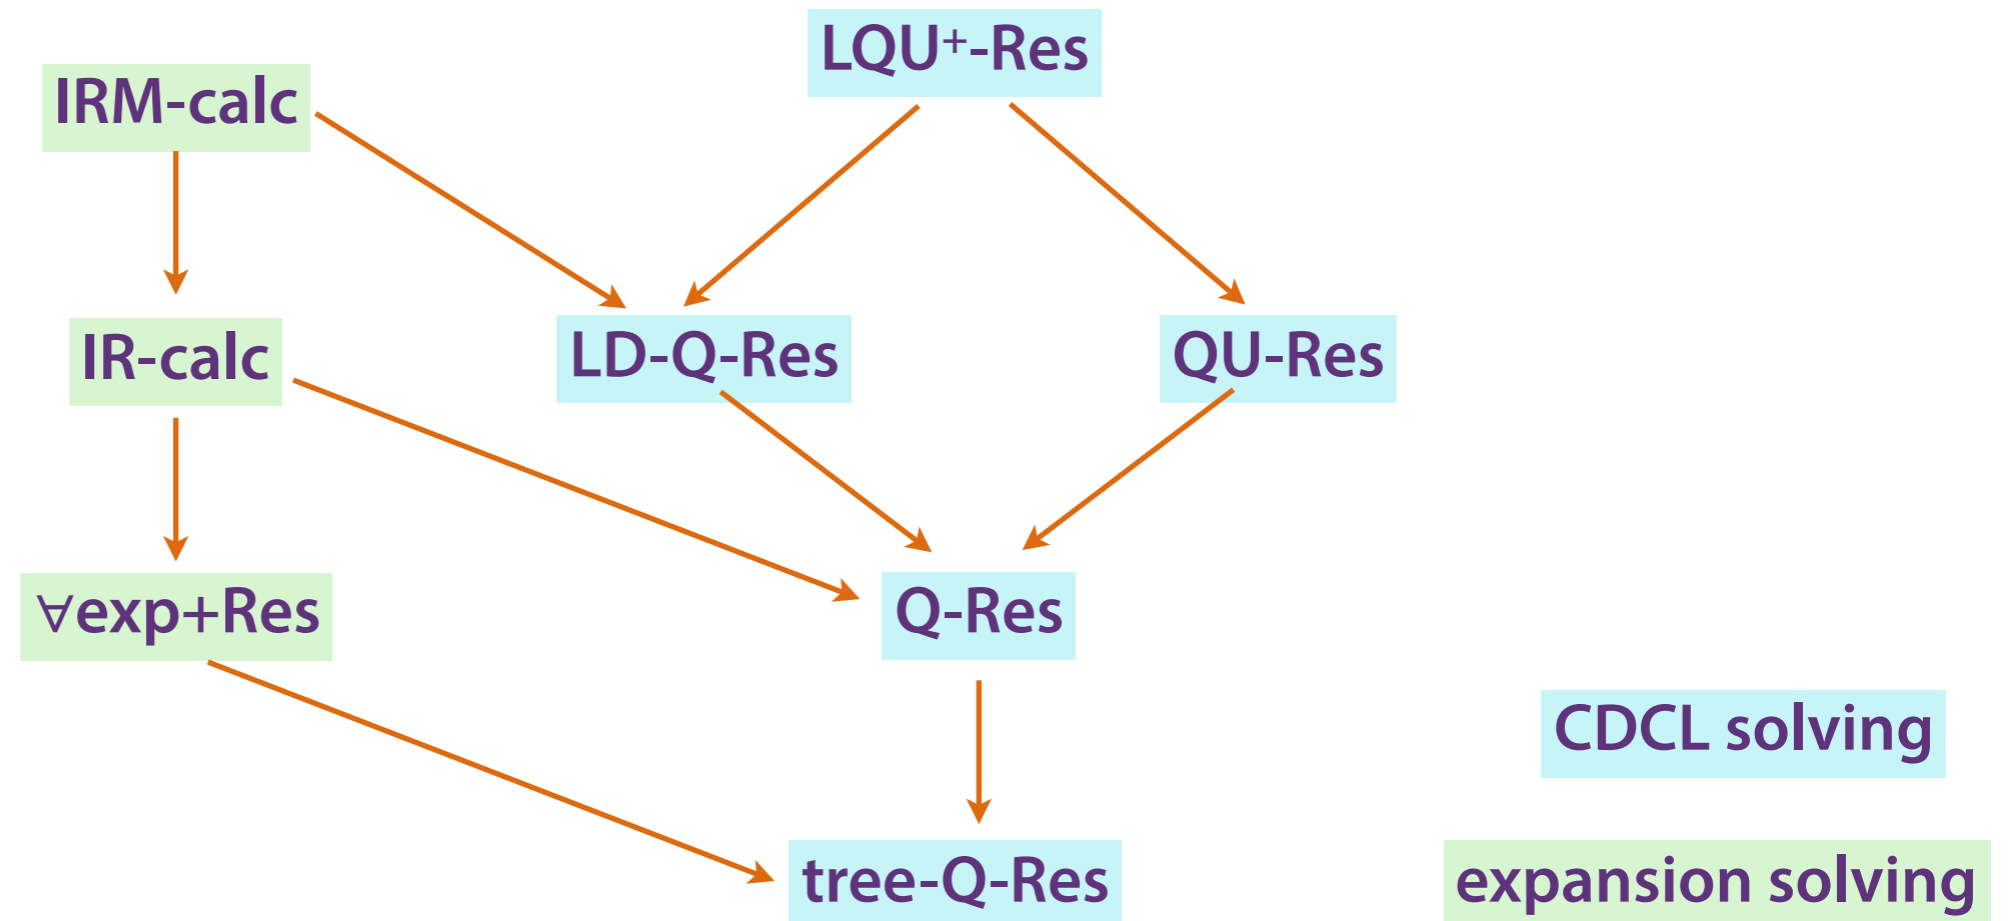 LQU⁺-Res
IRM-calc
IR-calc
LD-Q-Res
QU-Res
∀exp+Res
Q-Res
CDCL solving
tree-Q-Res
expansion solving